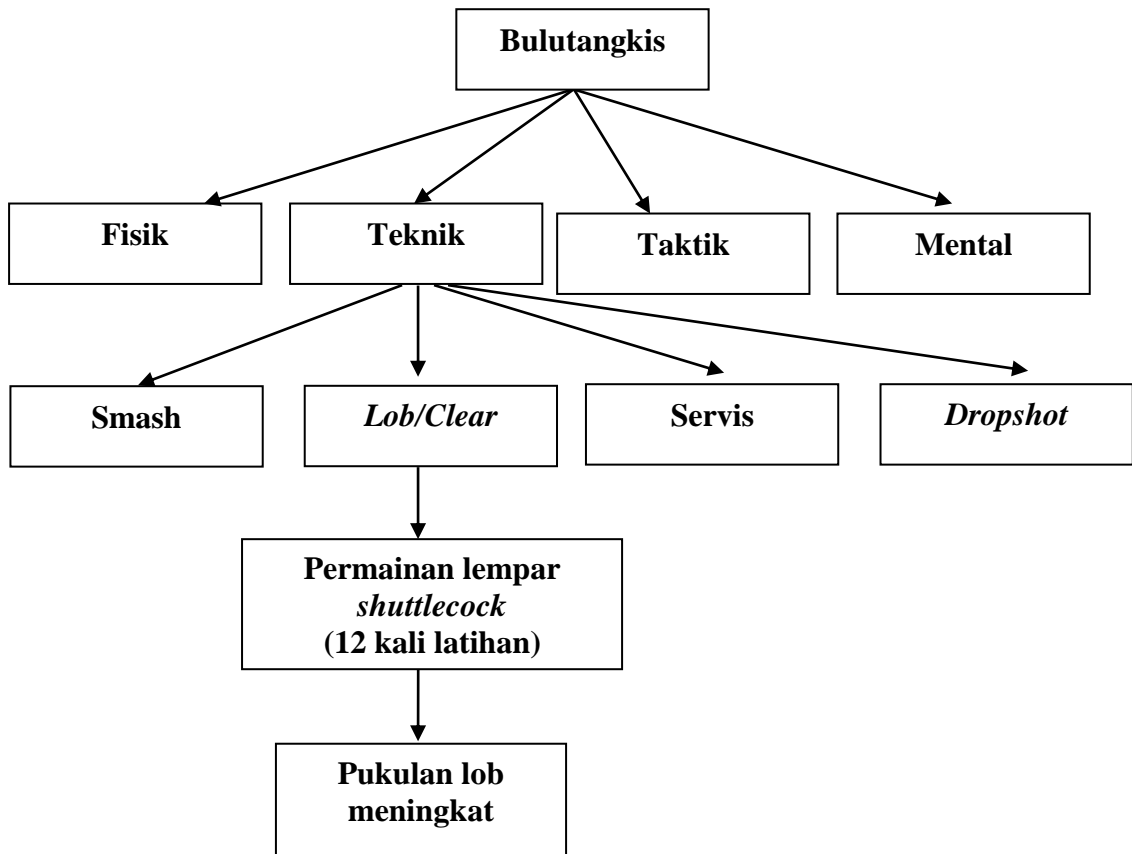 Bulutangkis
Fisik
Teknik
Taktik
Mental
Smash
Lob/Clear
Servis
Dropshot
Permainan lempar
shuttlecock
(12 kali latihan)
Pukulan lob
meningkat